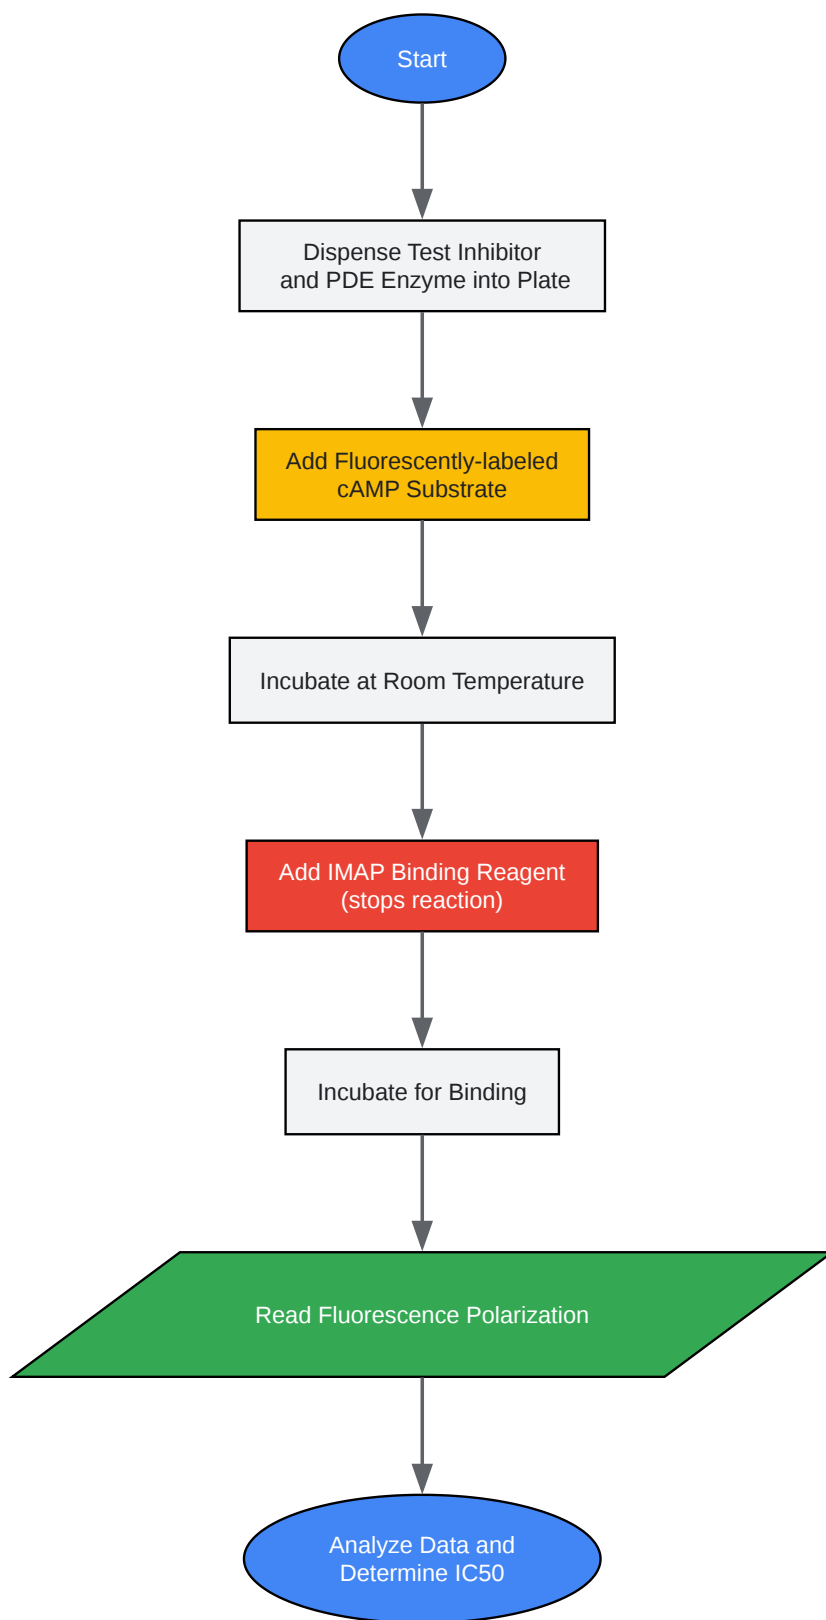 Start
Dispense Test Inhibitor
and PDE Enzyme into Plate
Add Fluorescently-labeled
cAMP Substrate
Incubate at Room Temperature
Add IMAP Binding Reagent
(stops reaction)
Incubate for Binding
Read Fluorescence Polarization
Analyze Data and
Determine IC50